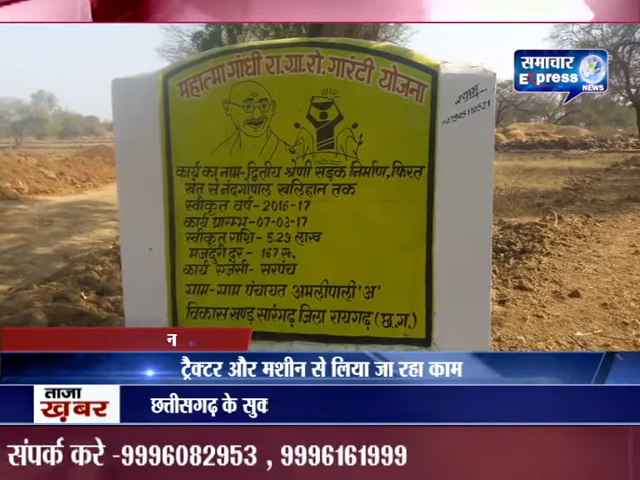 समाचार
Express
NEWS
महात्मा गांधी रा.ग्रा.रो. गारंटी योजना
कार्य का नाम-द्वितीय श्रेणी सड़क निर्माण, फिरत
खेत से नंदगोपाल खलिहान तक
स्वीकृत वर्ष- 2016-17
कार्य प्रारम्भ-07-03-17
स्वीकृत राशि- 5.29 लाख
मजदूरी दर- 167 रू.
कार्य एजेंसी- सरपंच
ग्राम-ग्राम पंचायत अमलीपाली 'अ'
विकास खण्ड सारंगढ़ जिला रायगढ़ (छ.ग.)
न
ट्रैक्टर और मशीन से लिया जा रहा काम
ताजा
ख़बर
छत्तीसगढ़ के सुक
संपर्क करे -9996082953 , 9996161999